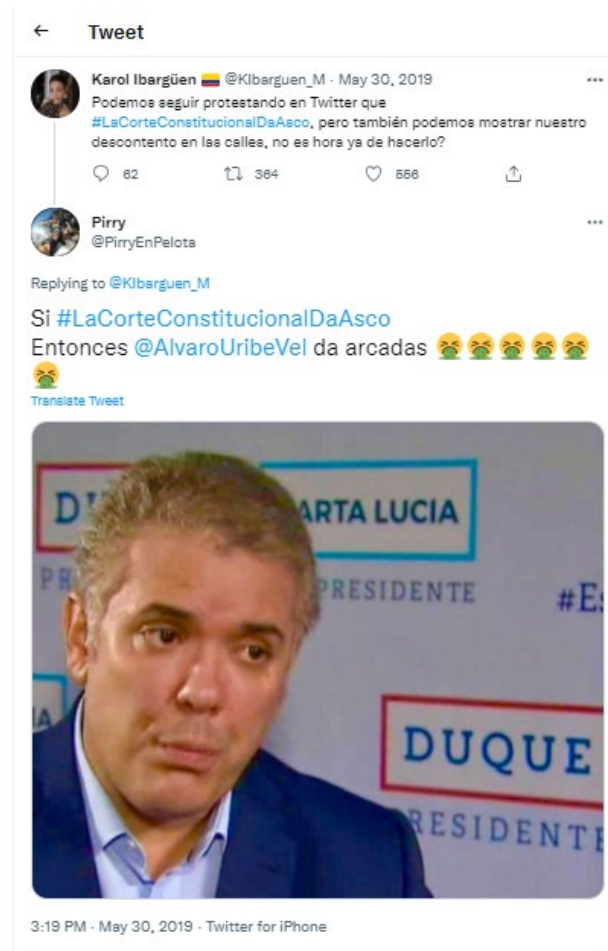 Tweet
Karol Ibargüen 🇨🇴 @KIbarguen_M · May 30, 2019
Podemos seguir protestando en Twitter que
#LaCorteConstitucionalDaAsco, pero también podemos mostrar nuestro
descontento en las calles, no es hora ya de hacerlo?
62 364 556
Pirry
@PirryEnPelota
Replying to @KIbarguen_M
Si #LaCorteConstitucionalDaAsco
Entonces @AlvaroUribeVel da arcadas 🤮🤮🤮🤮🤮
🤮
Translate Tweet
ARTA LUCIA
PRESIDENTE
#Es
DUQUE
RESIDENTE
3:19 PM · May 30, 2019 · Twitter for iPhone